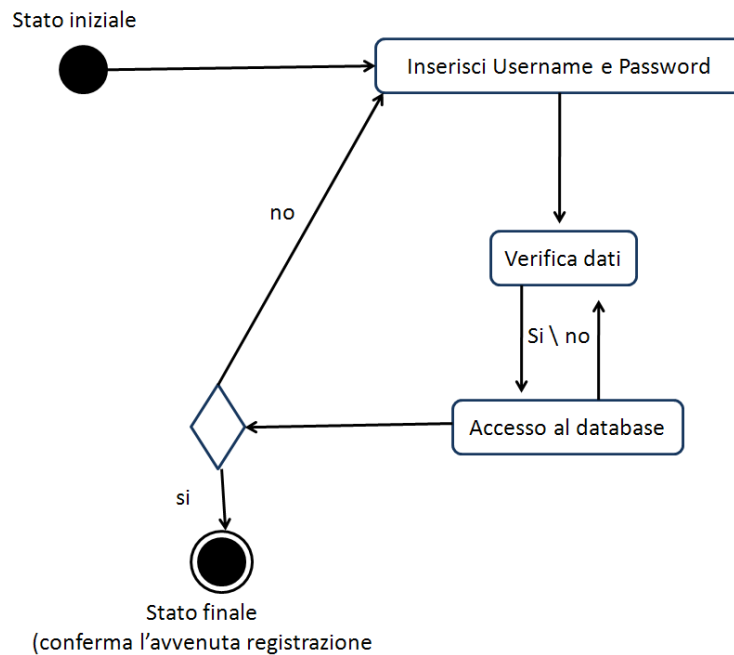 Stato iniziale
Inserisci Username e Password
no
Verifica dati
Si \ no
Accesso al database
si
Stato finale
(conferma l'avvenuta registrazione